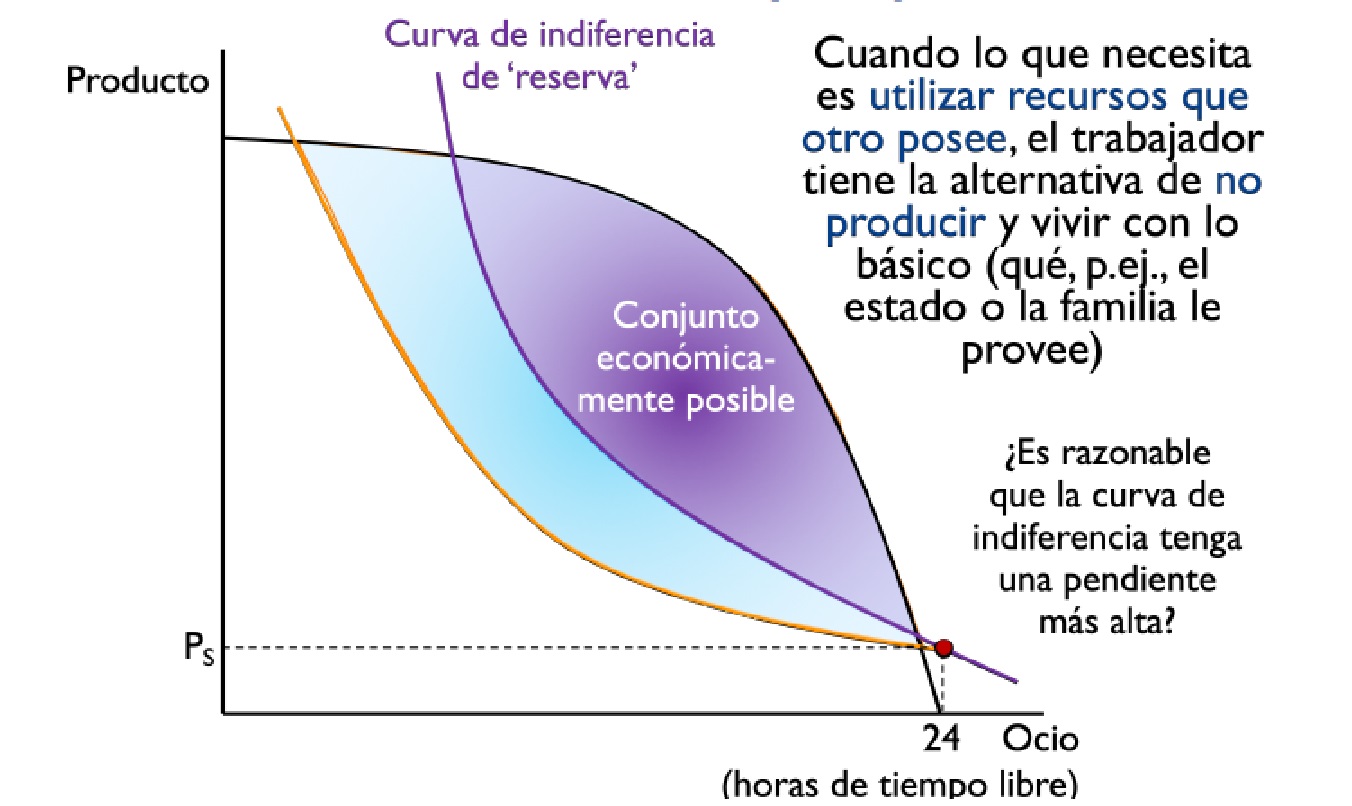 Curva de indiferencia
de ‘reserva’
Producto
Cuando lo que necesita
es utilizar recursos que
otro posee, el trabajador
tiene la alternativa de no
producir y vivir con lo
básico (qué, p.ej., el
estado o la familia le
provee)
Conjunto
económica-
mente posible
¿Es razonable
que la curva de
indiferencia tenga
una pendiente
más alta?
PS
24 Ocio
(horas de tiempo libre)